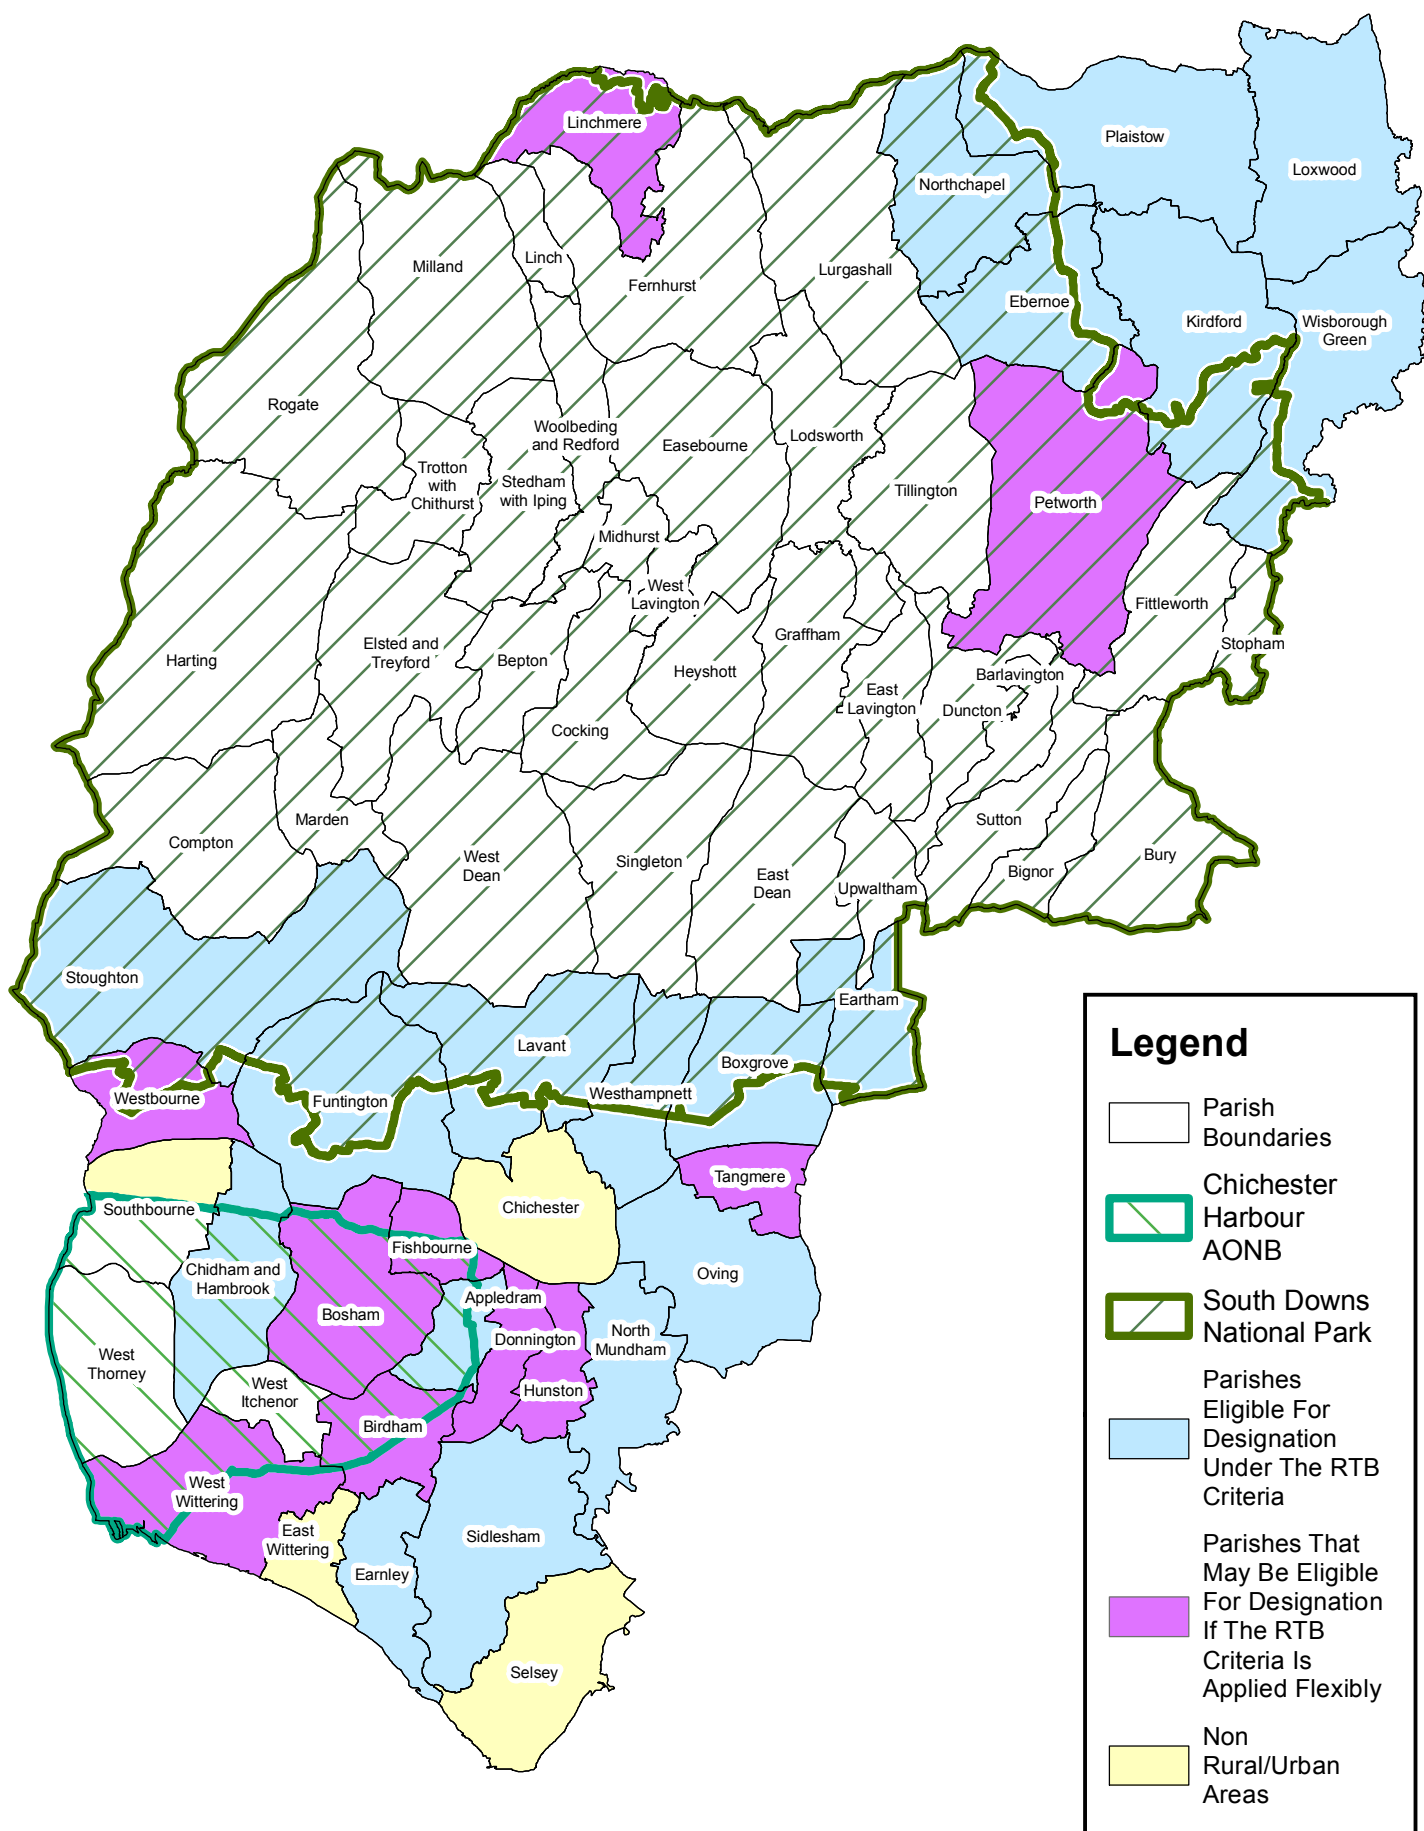 Linchmere
Plaistow
Loxwood
Northchapel
Linch
Milland
Lurgashall
Fernhurst
Ebernoe
Kirdford
Wisborough
Green
Rogate
Woolbeding
and Redford
Easebourne
Lodsworth
Trotton
with
Chithurst
Stedham
with Iping
Tillington
Petworth
Midhurst
West
Lavington
Fittleworth
Graffham
Stopham
Elsted and
Treyford
Harting
Bepton
Heyshott
Barlavington
East
Lavington
Duncton
Cocking
Marden
Sutton
Compton
West
Dean
Singleton
East
Dean
Bury
Bignor
Upwaltham
Stoughton
Eartham
Lavant
Boxgrove
Westhampnett
Westbourne
Funtington
Tangmere
Chichester
Southbourne
Fishbourne
Chidham and
Hambrook
Oving
Appledram
Bosham
Donnington
North
Mundham
West
Thorney
West
Itchenor
Hunston
Birdham
West
Wittering
East
Wittering
Sidlesham
Earnley
Selsey
Legend
Parish
Boundaries
Chichester
Harbour
AONB
South Downs
National Park
Parishes
Eligible For
Designation
Under The RTB
Criteria
Parishes That
May Be Eligible
For Designation
If The RTB
Criteria Is
Applied Flexibly
Non
Rural/Urban
Areas